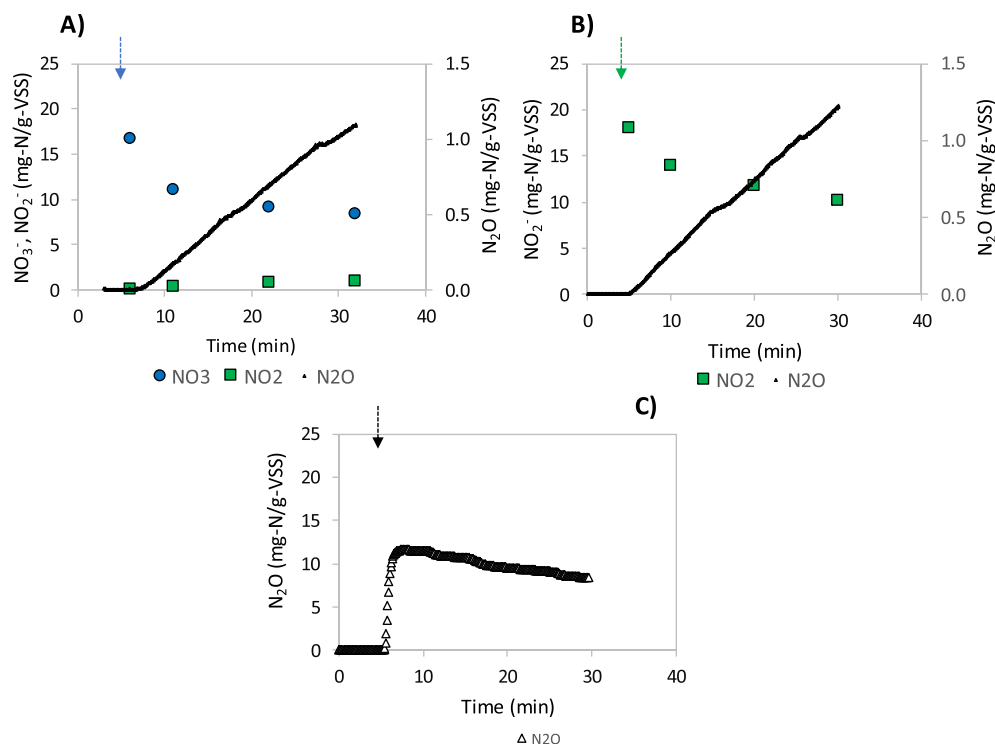 A)
NO₃⁻, NO₂⁻ (mg-N/g-VSS)
25
20
15
10
5
0
1.5
1.0
0.5
0.0
N₂O (mg-N/g-VSS)
0 10 20 30 40
Time (min)
NO3 NO2 N2O
B)
NO₂⁻ (mg-N/g-VSS)
25
20
15
10
5
0
1.5
1.0
0.5
0.0
N₂O (mg-N/g-VSS)
0 10 20 30 40
Time (min)
NO2 N2O
C)
N₂O (mg-N/g-VSS)
25
20
15
10
5
0
0 10 20 30 40
Time (min)
N2O